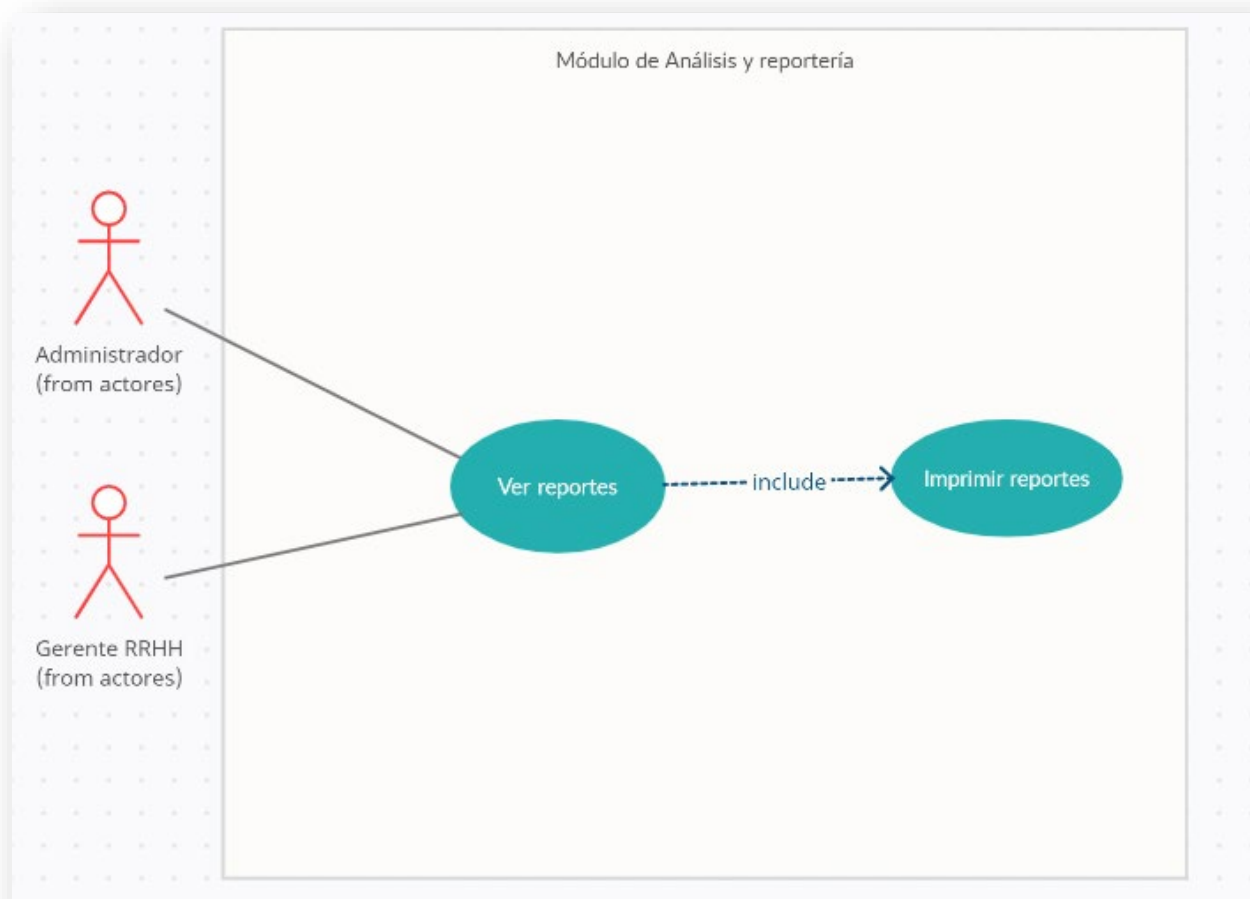 Módulo de Análisis y reportería
Administrador
(from actores)
Ver reportes
include
Imprimir reportes
Gerente RRHH
(from actores)